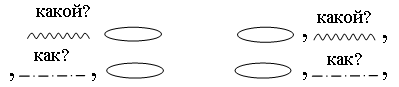 какой?
какой?
, ,
как?
как?
, , , ,